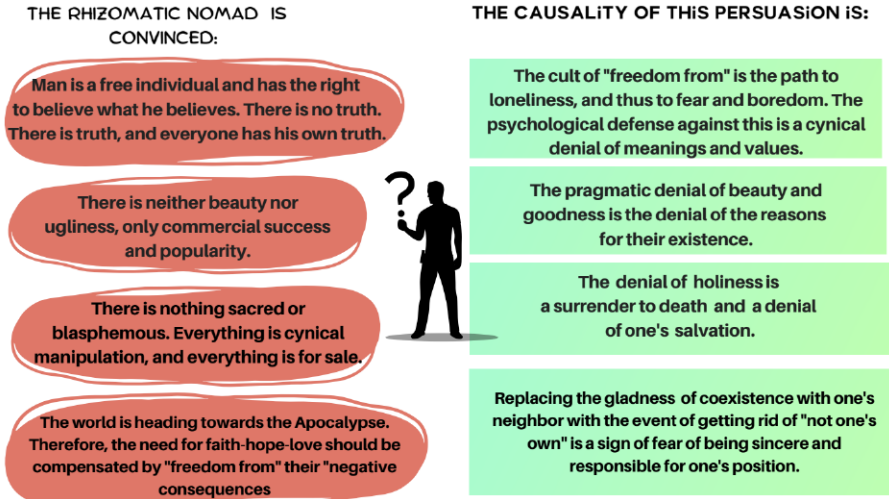 THE RHIZOMATIC NOMAD IS
CONVINCED:
Man is a free individual and has the right
to believe what he believes. There is no truth.
There is truth, and everyone has his own truth.
There is neither beauty nor
ugliness, only commercial success
and popularity.
There is nothing sacred or
blasphemous. Everything is cynical
manipulation, and everything is for sale.
The world is heading towards the Apocalypse.
Therefore, the need for faith-hope-love should be
compensated by "freedom from" their "negative
consequences
?
THE CAUSALiTY OF THiS PERSUASiON iS:
The cult of "freedom from" is the path to
loneliness, and thus to fear and boredom. The
psychological defense against this is a cynical
denial of meanings and values.
The pragmatic denial of beauty and
goodness is the denial of the reasons
for their existence.
The denial of holiness is
a surrender to death and a denial
of one's salvation.
Replacing the gladness of coexistence with one's
neighbor with the event of getting rid of "not one's
own" is a sign of fear of being sincere and
responsible for one's position.